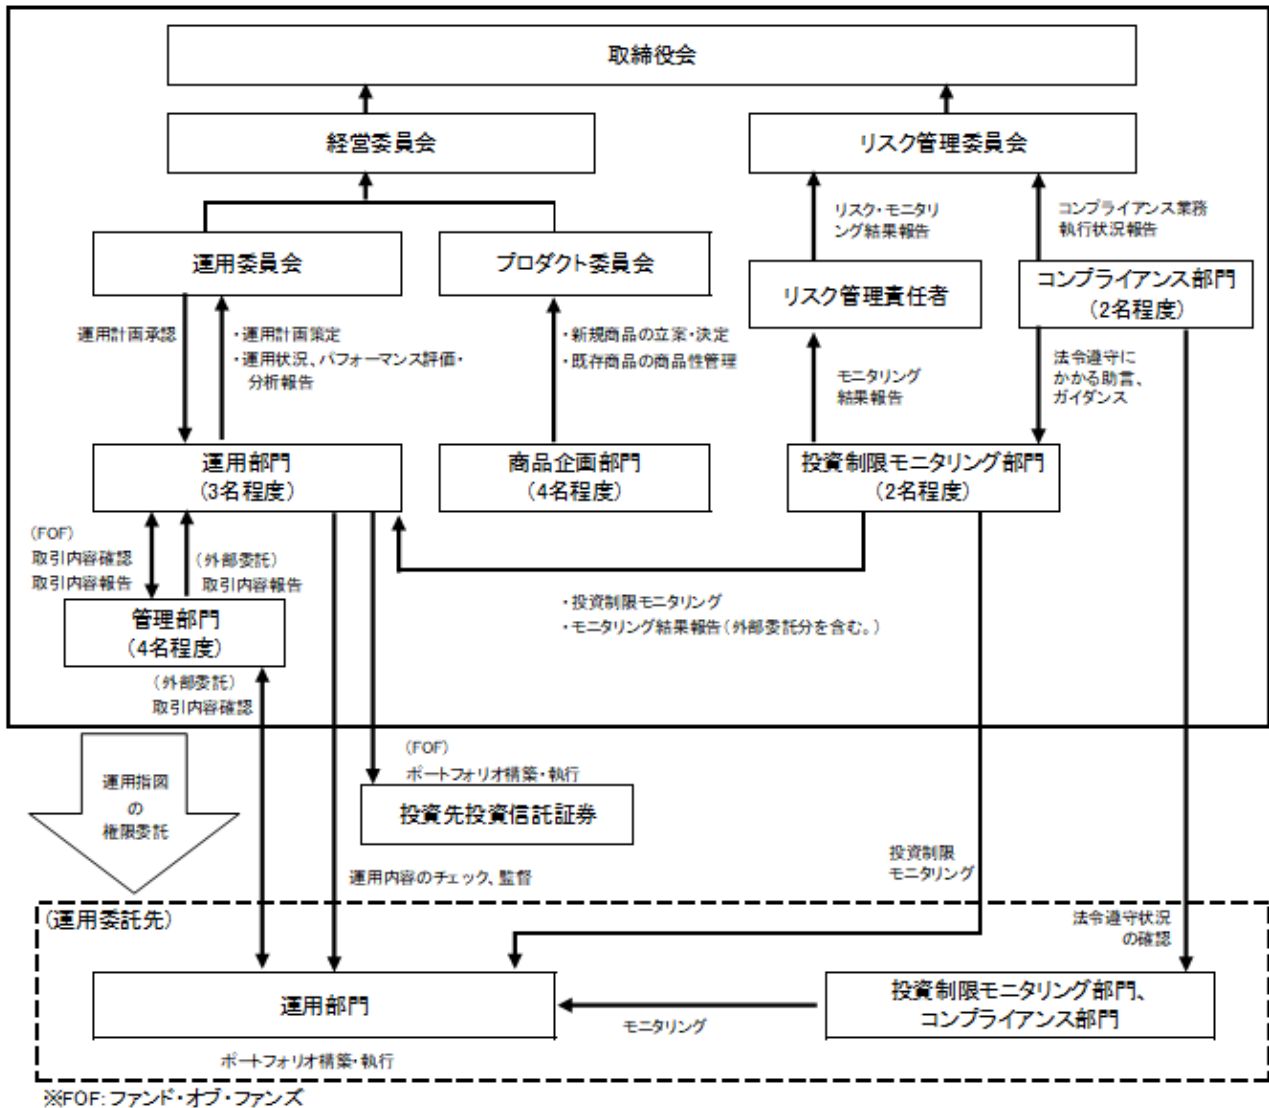 取締役会
経営委員会
リスク管理委員会
リスク・モニタリ
ング結果報告
コンプライアンス業務
執行状況報告
運用委員会
プロダクト委員会
リスク管理責任者
コンプライアンス部門
(2名程度)
運用計画承認
・運用計画策定
・運用状況、パフォーマンス評価・
分析報告
・新規商品の立案・決定
・既存商品の商品性管理
モニタリング
結果報告
法令遵守に
かかる助言、
ガイダンス
運用部門
(3名程度)
商品企画部門
(4名程度)
投資制限モニタリング部門
(2名程度)
(FOF)
取引内容確認
取引内容報告
(外部委託)
取引内容報告
管理部門
(4名程度)
・投資制限モニタリング
・モニタリング結果報告(外部委託分を含む。)
(外部委託)
取引内容確認
運用指図
の
権限委託
(FOF)
ポートフォリオ構築・執行
投資先投資信託証券
運用内容のチェック、監督
投資制限
モニタリング
(運用委託先)
法令遵守状況
の確認
運用部門
モニタリング
投資制限モニタリング部門、
コンプライアンス部門
ポートフォリオ構築・執行
※FOF:ファンド・オブ・ファンズ